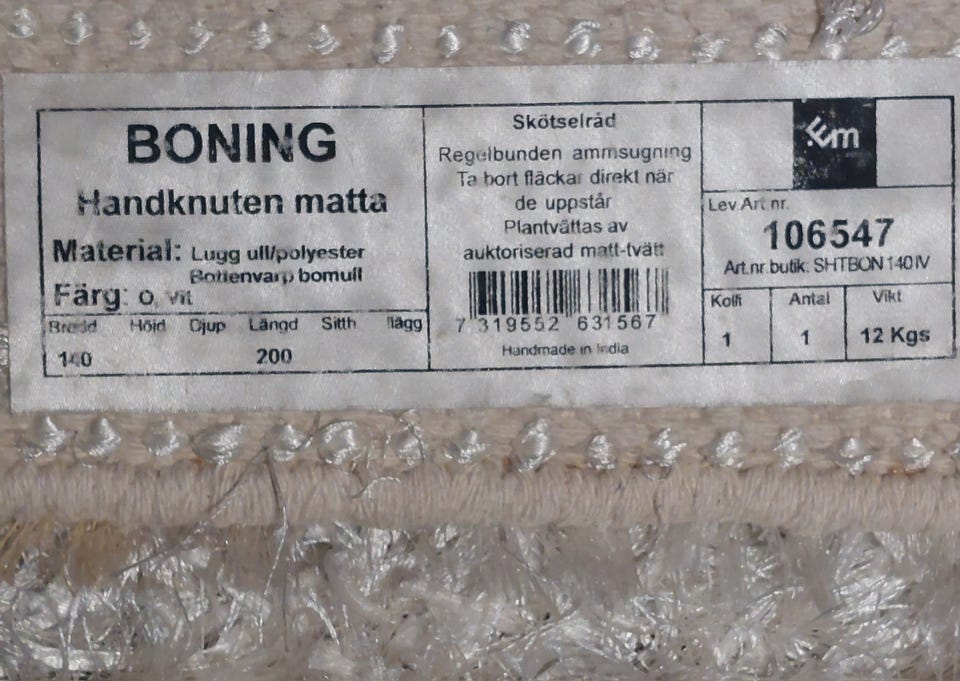 BONING
Handknuten matta
Material: Lugg ull/polyester
Bottenvarp bomull
Färg: o, vit
Bredd Höjd Djup Längd Sitth
140 200
Skötselråd
Regelbunden ammsugning
Ta bort fläckar direkt när
de uppstår
Plantvättas av
auktoriserad matt-tvätt
7 319552 631567
Handmade in India
Em
Lev.Art nr.
106547
Art.nr.butik: SHTBON140IV
Kolli Antal Vikt
1 1 12 Kgs